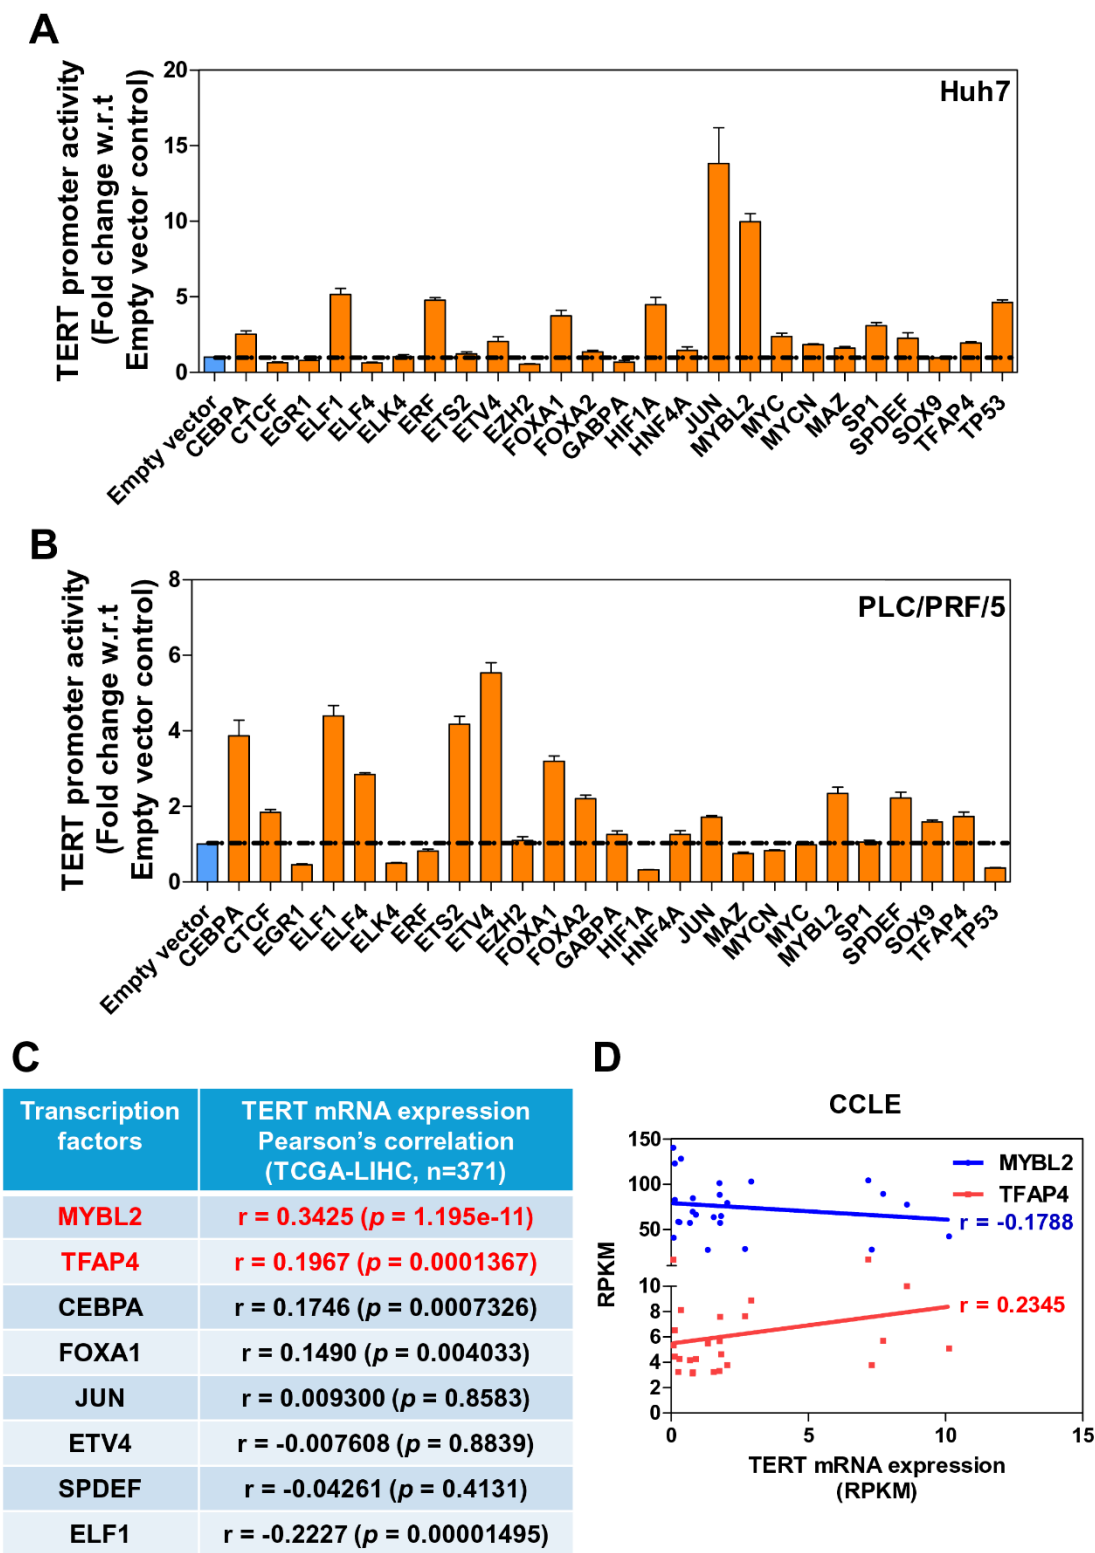 A
TERT promoter activity
(Fold change w.r.t
Empty vector control)
20
15
10
5
0
Huh7
Empty vector
CEBPA
CTCF
EGR1
ELF1
ELF4
ELK4
ERF
ETS2
ETV4
EZH2
FOXA1
FOXA2
GABPA
HIF1A
HNF4A
JUN
MYBL2
MYC
MYCN
MAZ
SP1
SPDEF
SOX9
TFAP4
TP53
B
TERT promoter activity
(Fold change w.r.t
Empty vector control)
8
6
4
2
0
PLC/PRF/5
Empty vector
CEBPA
CTCF
EGR1
ELF1
ELF4
ELK4
ERF
ETS2
ETV4
EZH2
FOXA1
FOXA2
GABPA
HIF1A
HNF4A
JUN
MAZ
MYCN
MYC
MYBL2
SP1
SPDEF
SOX9
TFAP4
TP53
C
Transcription
factors
TERT mRNA expression
Pearson's correlation
(TCGA-LIHC, n=371)
MYBL2 r = 0.3425 (p = 1.195e-11)
TFAP4 r = 0.1967 (p = 0.0001367)
CEBPA r = 0.1746 (p = 0.0007326)
FOXA1 r = 0.1490 (p = 0.004033)
JUN r = 0.009300 (p = 0.8583)
ETV4 r = -0.007608 (p = 0.8839)
SPDEF r = -0.04261 (p = 0.4131)
ELF1 r = -0.2227 (p = 0.00001495)
D
CCLE
RPKM
150
100
50
10
8
6
4
2
0
MYBL2
TFAP4
r = -0.1788
r = 0.2345
0 5 10 15
TERT mRNA expression
(RPKM)